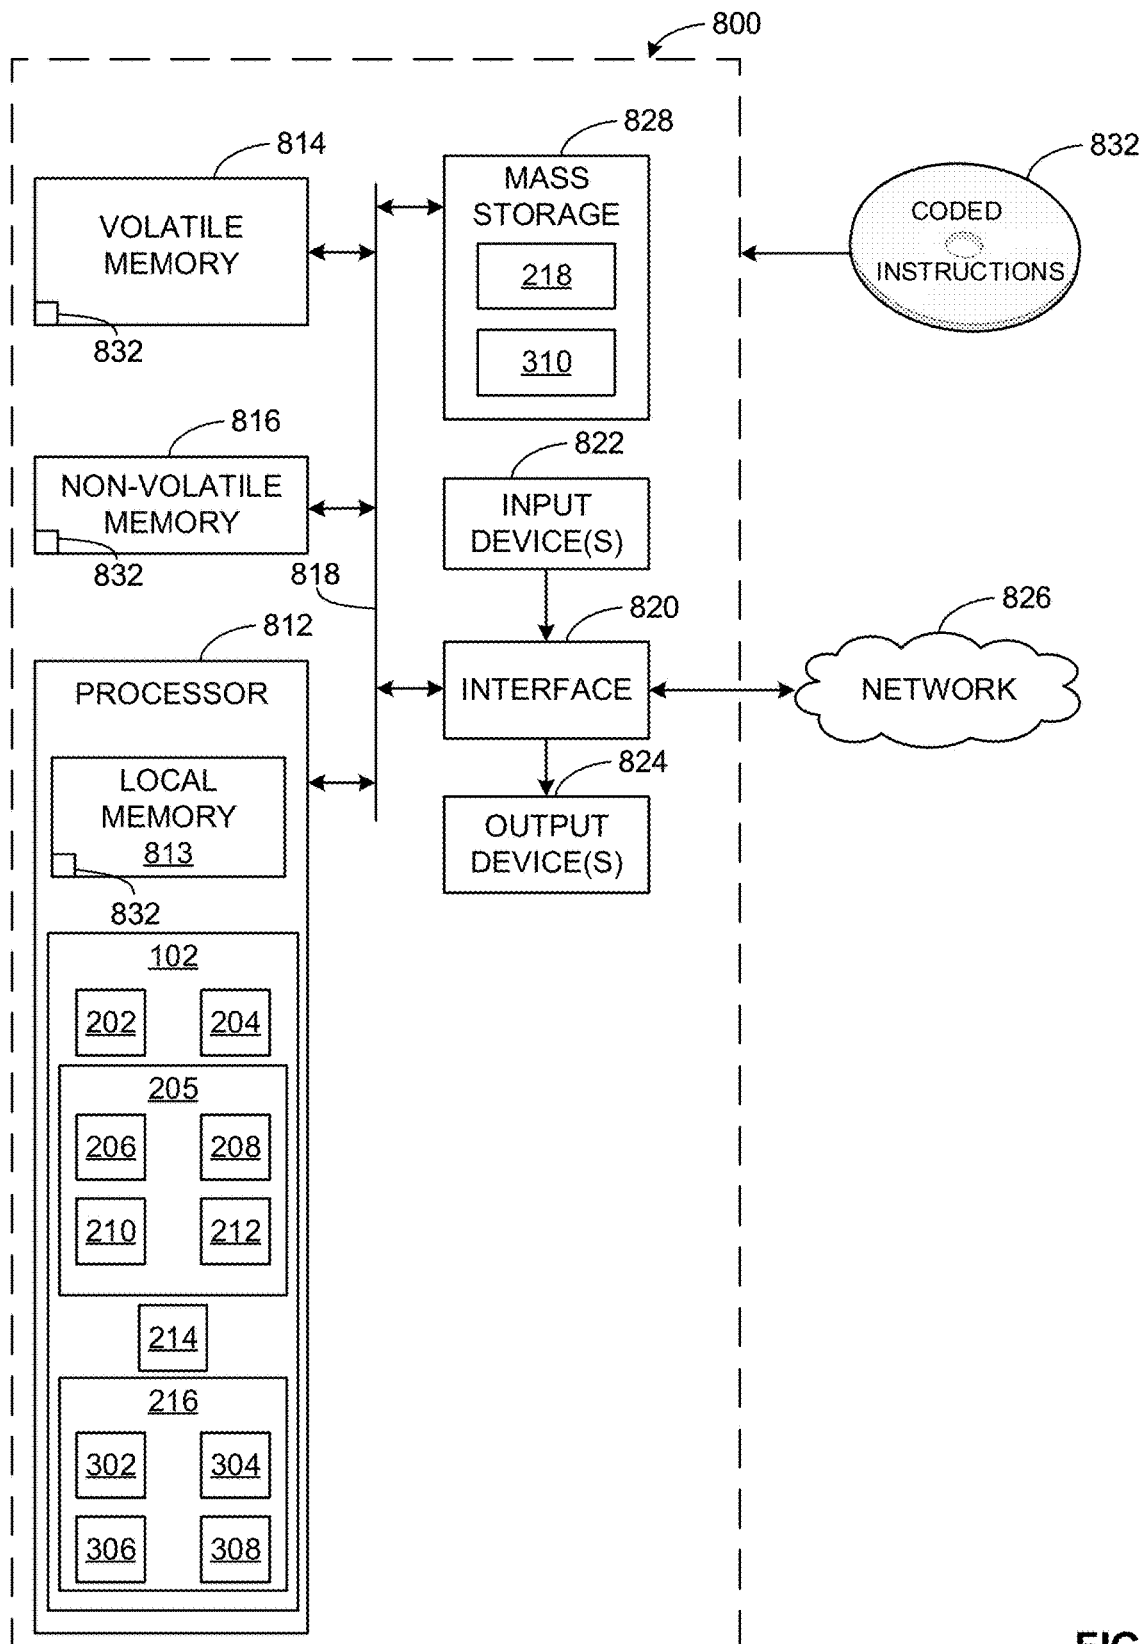 800
828
814
832
MASS
STORAGE
VOLATILE
MEMORY
CODED
INSTRUCTIONS
218
832
310
816
822
NON-VOLATILE
MEMORY
INPUT
DEVICE(S)
832
818
820
826
812
PROCESSOR
INTERFACE
NETWORK
LOCAL
MEMORY
813
824
OUTPUT
DEVICE(S)
832
102
202
204
205
206
208
210
212
214
216
302
304
306
308
FIG